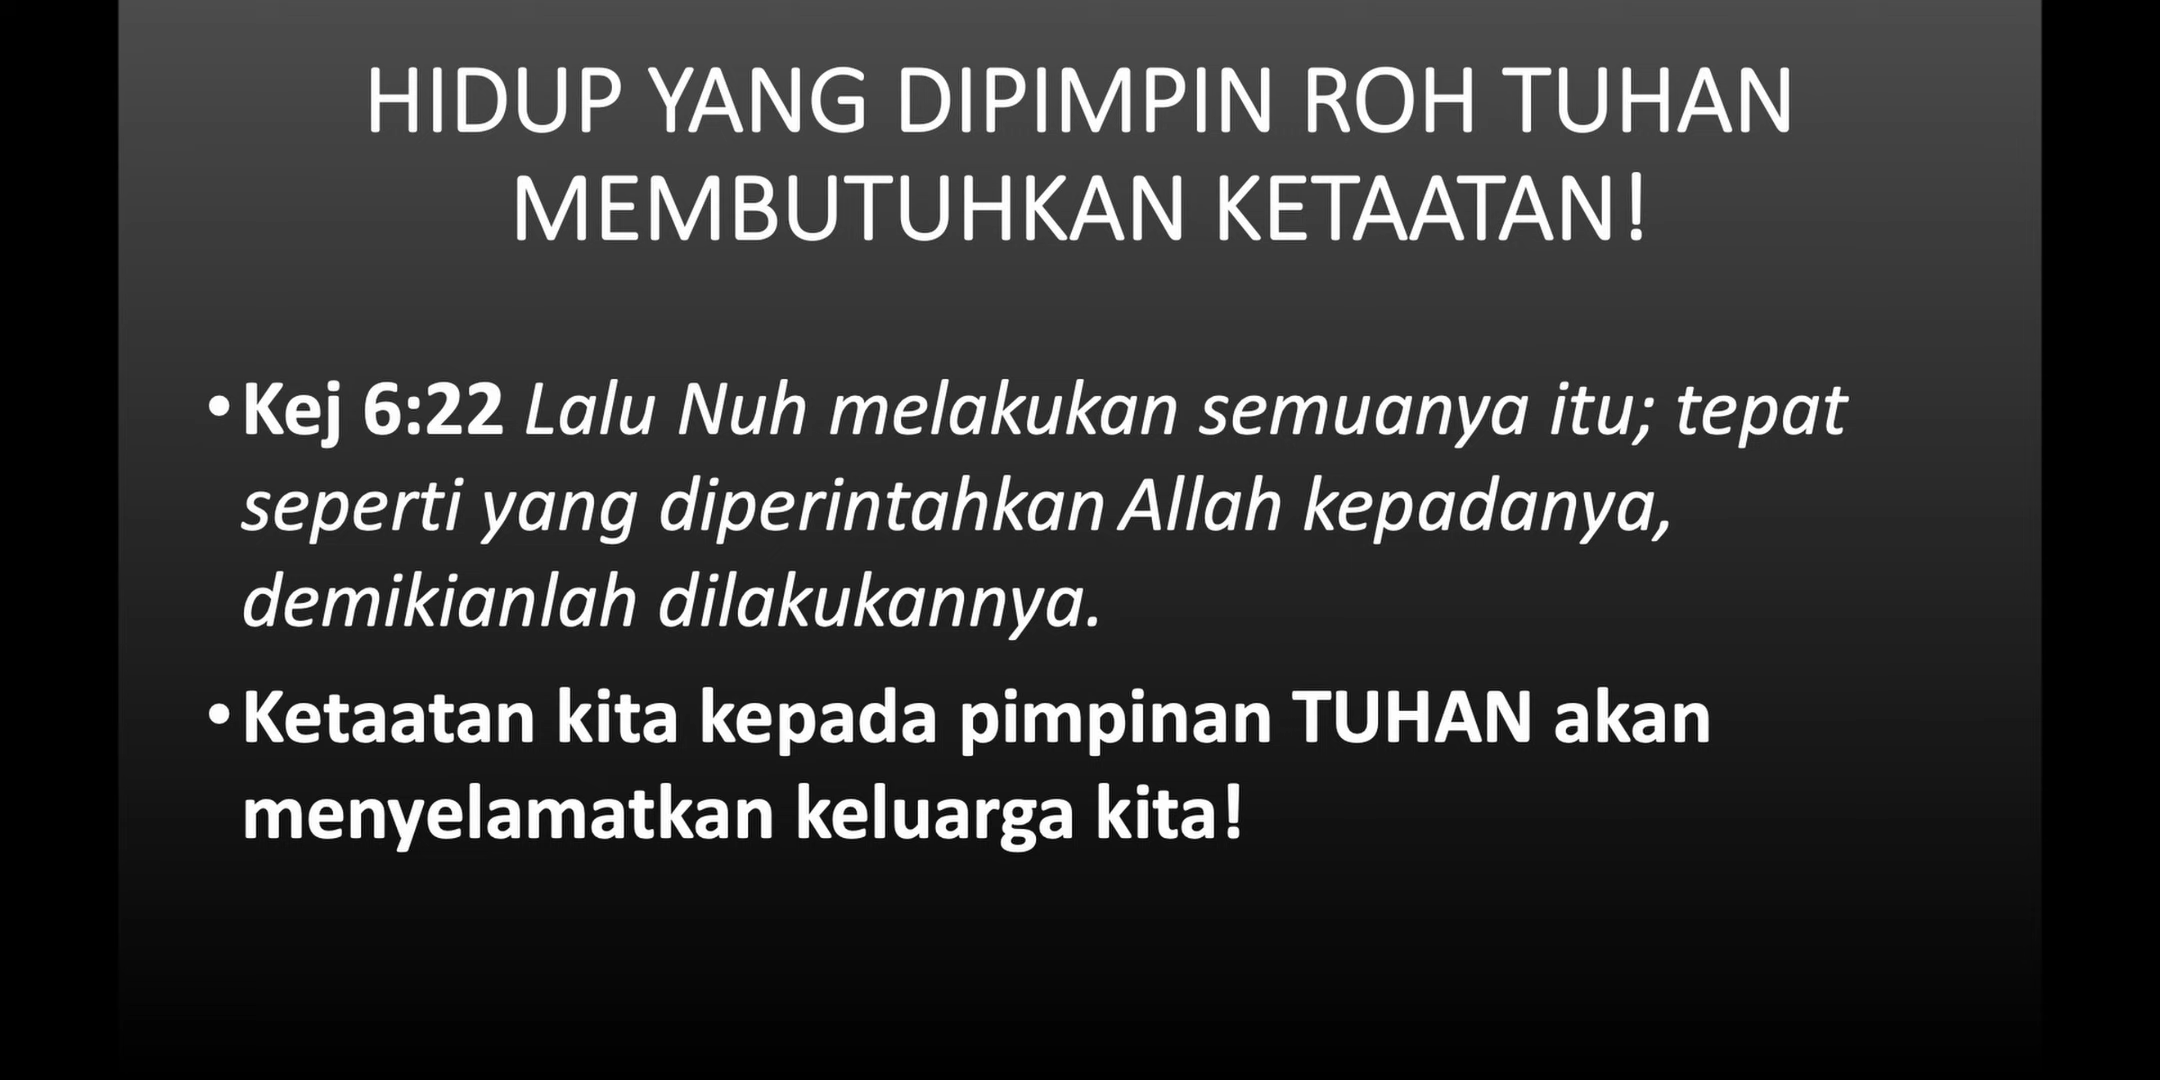 HIDUP YANG DIPIMPIN ROH TUHAN
MEMBUTUHKAN KETAATAN!
•Kej 6:22 Lalu Nuh melakukan semuanya itu; tepat
seperti yang diperintahkan Allah kepadanya,
demikianlah dilakukannya.
•Ketaatan kita kepada pimpinan TUHAN akan
menyelamatkan keluarga kita!